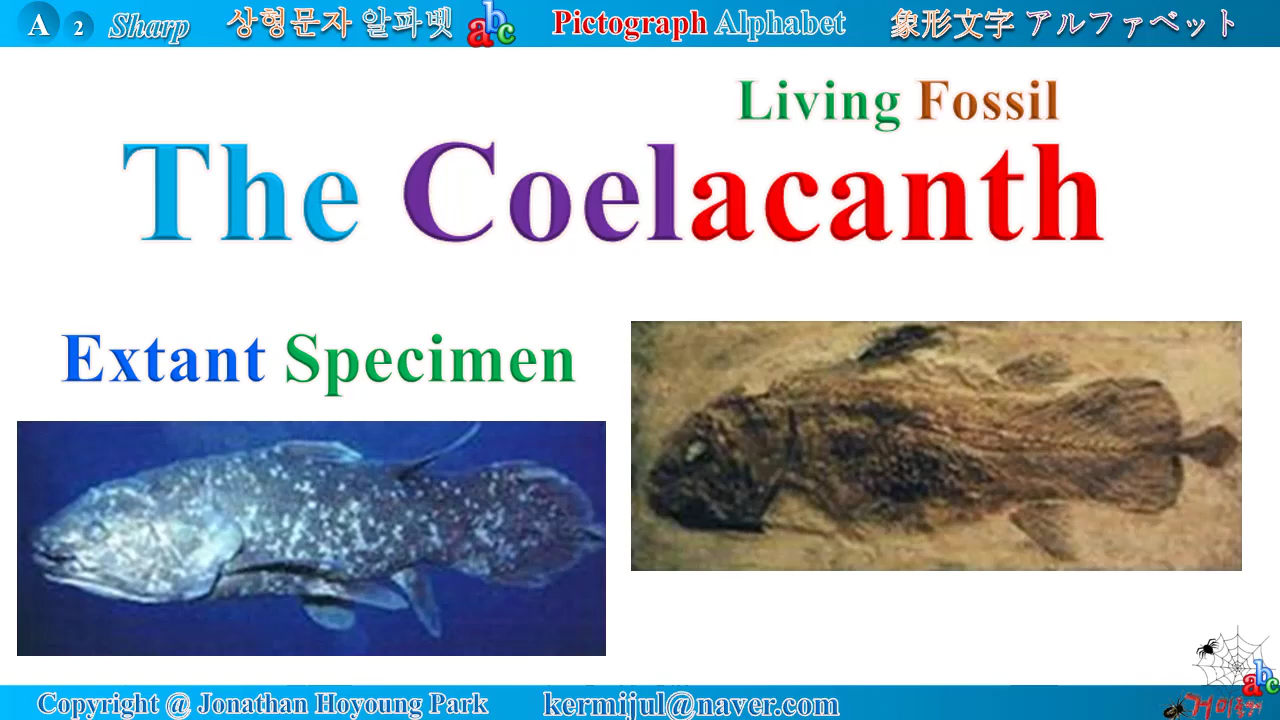 A 2 Sharp 상형문자 알파벳 abc Pictograph Alphabet 象形文字 アルファベット
Living Fossil
The Coelacanth
Extant Specimen
abc
Copyright @ Jonathan Hoyoung Park kermijul@naver.com